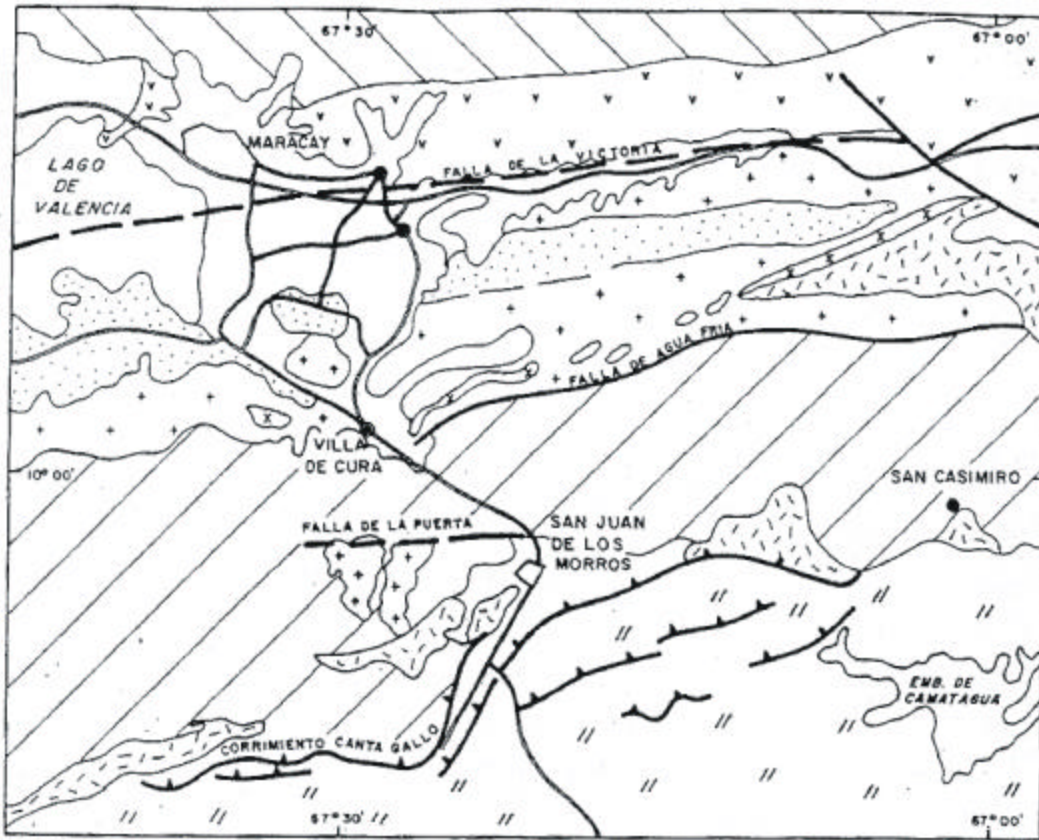 67° 30'
67° 00'
MARACAY
FALLA DE LA VICTORIA
LAGO
DE
VALENCIA
FALLA DE AGUA FRIA
VILLA
DE CURA
10° 00'
SAN CASIMIRO
FALLA DE LA PUERTA
SAN JUAN
DE LOS
MORROS
EMB. DE
CAMATAGUA
CORRIMIENTO CANTA GALLO
67° 30'
67° 00'